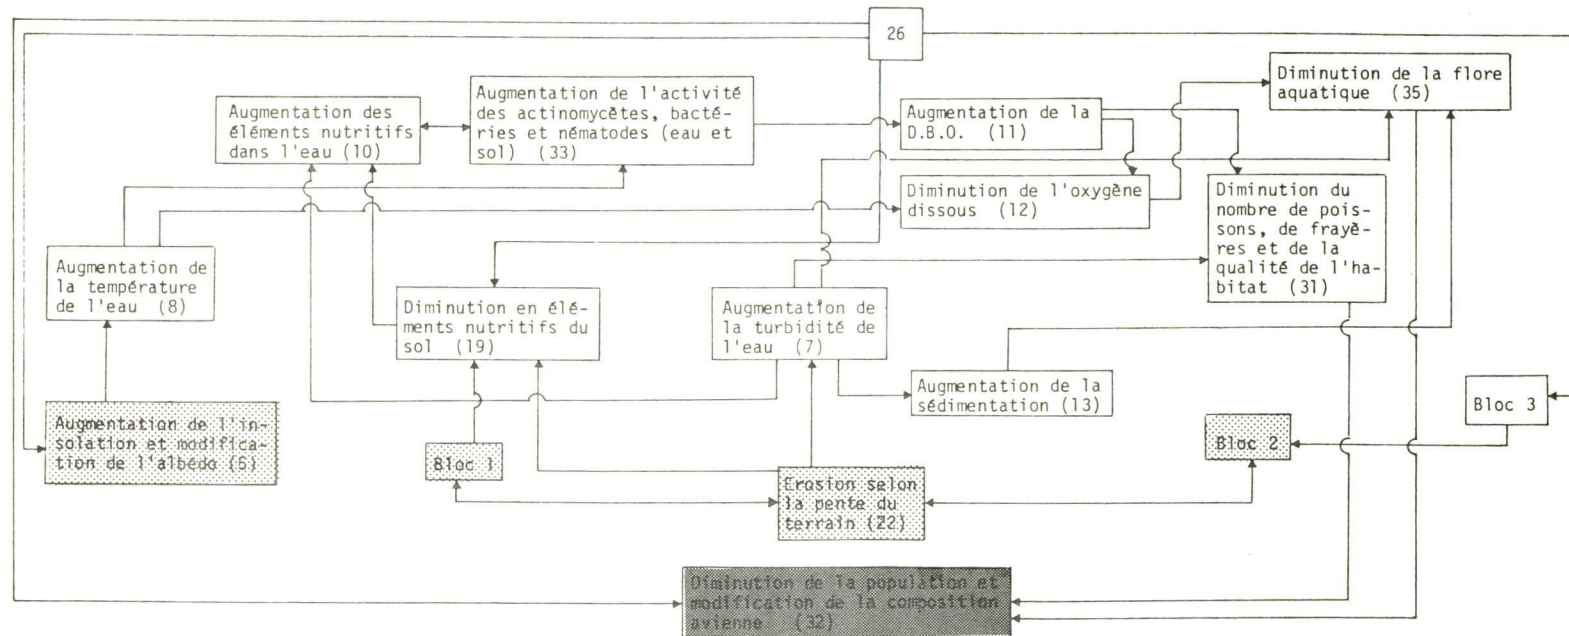 26
Diminution de la flore
aquatique (35)
Augmentation des
éléments nutritifs
dans l'eau (10)
Augmentation de l'activité
des actinomycètes, bacté-
ries et nématodes (eau et
sol) (33)
Augmentation de la
D.B.O. (11)
Diminution de l'oxygène
dissous (12)
Diminution du
nombre de pois-
sons, de frayè-
res et de la
qualité de l'ha-
bitat (31)
Augmentation de
la température
de l'eau (8)
Diminution en élé-
ments nutritifs du
sol (19)
Augmentation de
la turbidité de
l'eau (7)
Augmentation de la
sédimentation (13)
Bloc 3
Augmentation de l'in-
solation et modifica-
tion de l'albédo
Bloc 1
Bloc 2
Erosion selon
la pente du
terrain (22)
Diminution de la population et
modification de la composition
avienne (32)